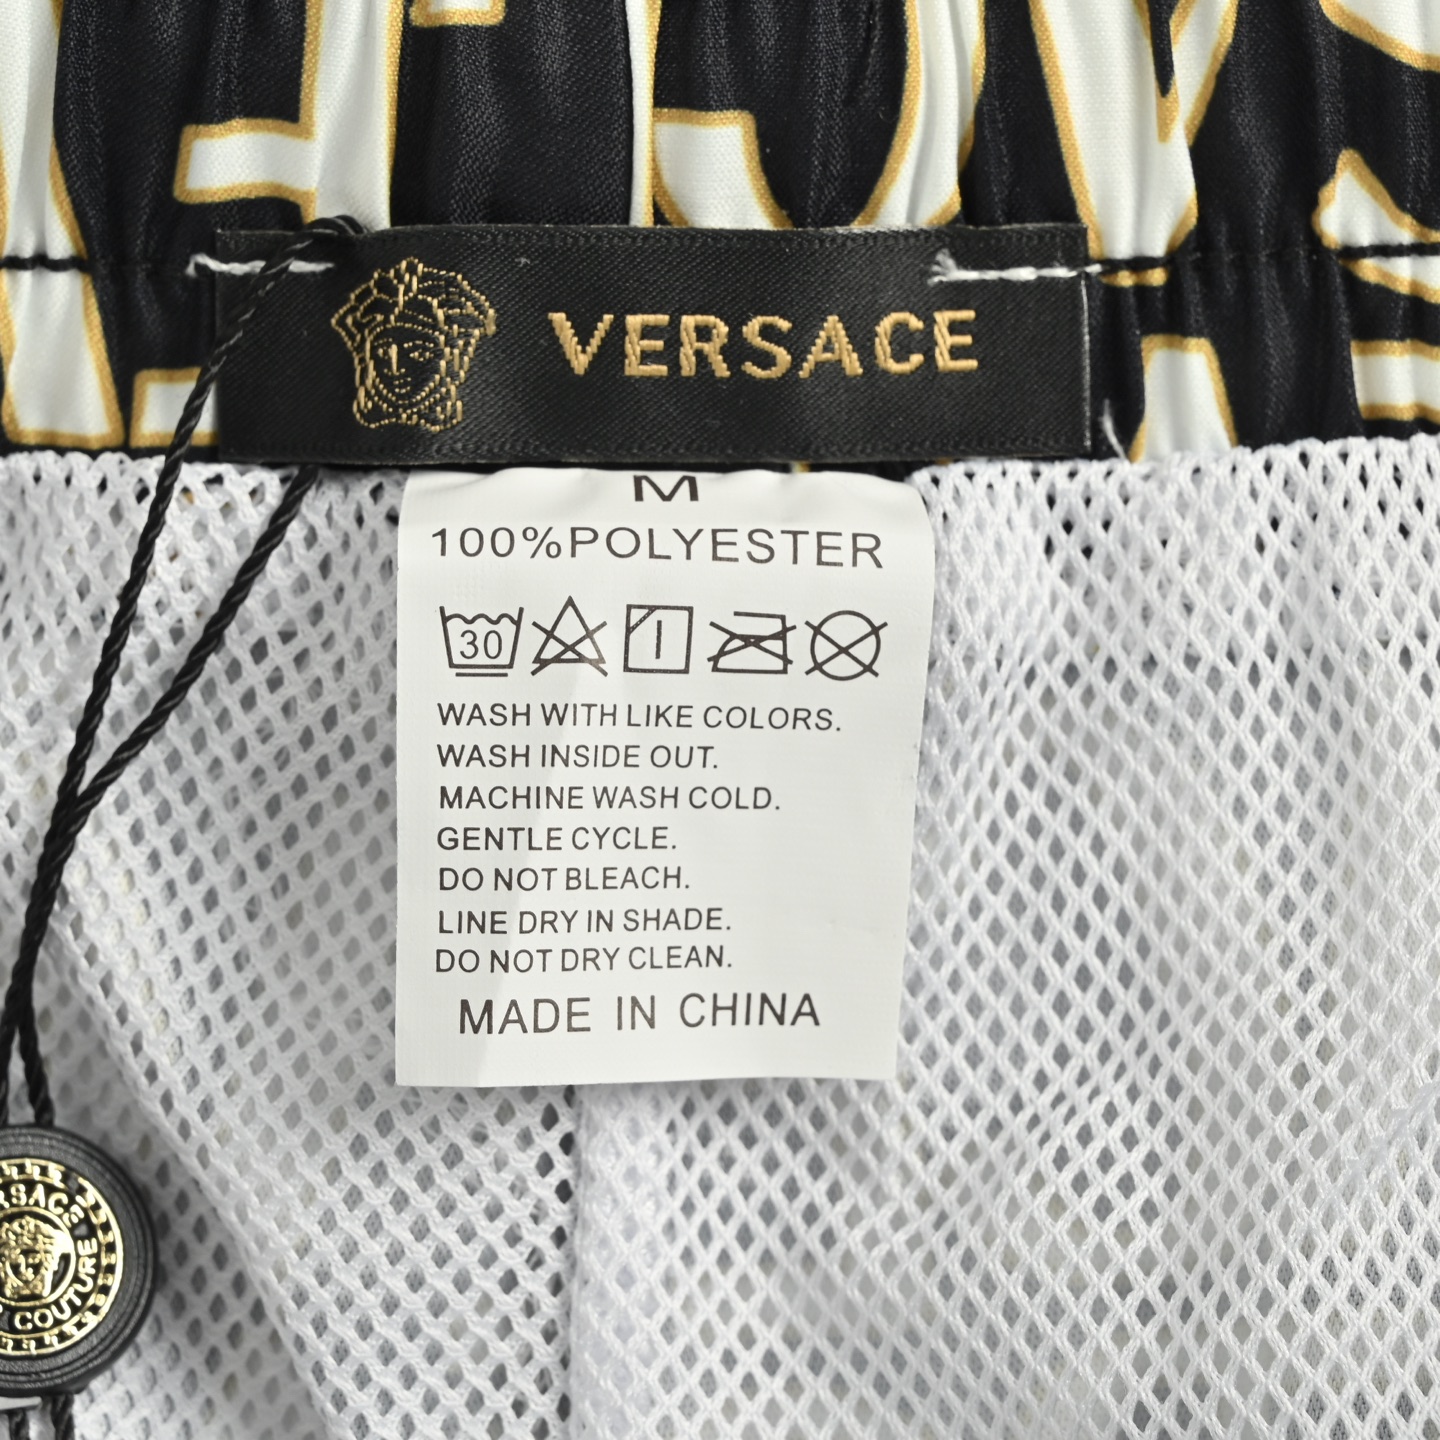 VERSACE
M
100%POLYESTER
30
WASH WITH LIKE COLORS.
WASH INSIDE OUT.
MACHINE WASH COLD.
GENTLE CYCLE.
DO NOT BLEACH.
LINE DRY IN SHADE.
DO NOT DRY CLEAN.
MADE IN CHINA
COUTURE